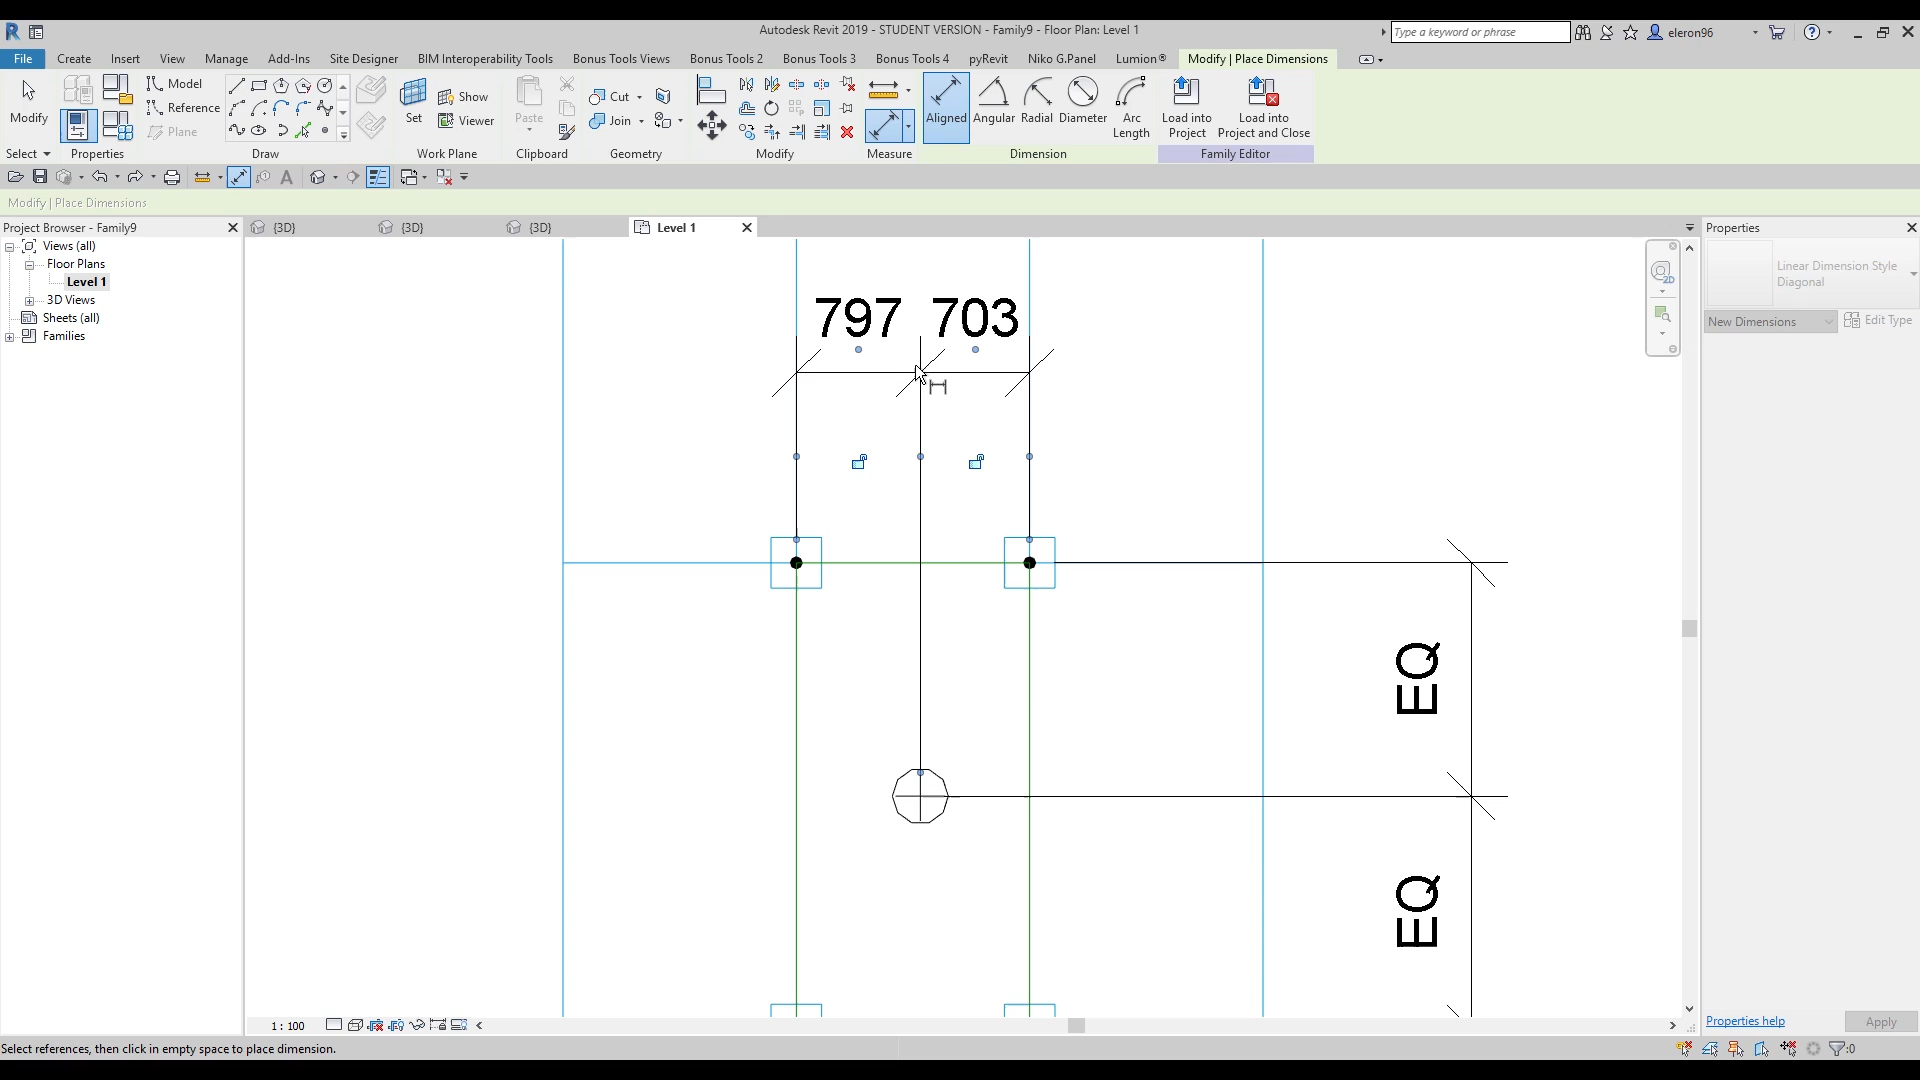 Autodesk Revit 2019 - STUDENT VERSION - Family9 - Floor Plan: Level 1
Type a keyword or phrase
eleron96
File Create Insert View Manage Add-Ins Site Designer BIM Interoperability Tools Bonus Tools Views Bonus Tools 2 Bonus Tools 3 Bonus Tools 4 pyRevit Niko G.Panel Lumion® Modify | Place Dimensions
Modify
Model
Reference
Plane
Set
Show
Viewer
Paste
Cut
Join
Aligned Angular Radial Diameter Arc Length
Load into Project
Load into Project and Close
Select Properties Draw Work Plane Clipboard Geometry Modify Measure Dimension Family Editor
Modify | Place Dimensions
Project Browser - Family9
{3D} {3D} {3D} Level 1
Properties
Views (all)
Floor Plans
Level 1
3D Views
Sheets (all)
Families
Linear Dimension Style
Diagonal
New Dimensions
Edit Type
2D
797 703
EQ
EQ
1 : 100
Properties help
Apply
Select references, then click in empty space to place dimension.
:0